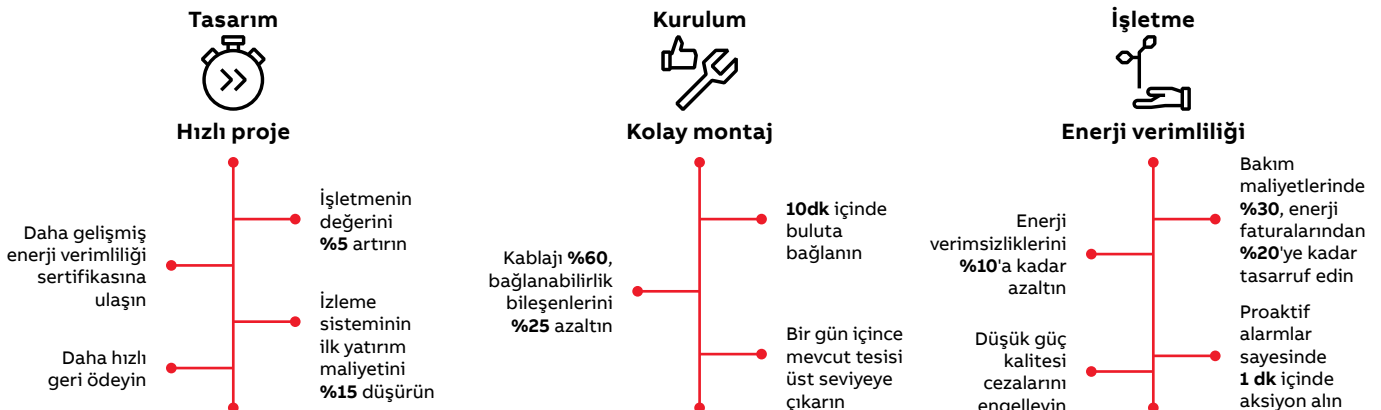 Tasarım
Hızlı proje
İşletmenin
değerini
%5 artırın
Daha gelişmiş
enerji verimliliği
sertifikasına
ulaşın
İzleme
sisteminin
ilk yatırım
maliyetini
%15 düşürün
Daha hızlı
geri ödeyin
Kurulum
Kolay montaj
10dk içinde
buluta
bağlanın
Kablajı %60,
bağlanabilirlik
bileşenlerini
%25 azaltın
Bir gün içince
mevcut tesisi
üst seviyeye
çıkarın
İşletme
Enerji verimliliği
Bakım
maliyetlerinde
%30, enerji
faturalarından
%20'ye kadar
tasarruf edin
Enerji
verimsizliklerini
%10'a kadar
azaltın
Proaktif
alarmlar
sayesinde
1 dk içinde
aksiyon alın
Düşük güç
kalitesi
cezalarını
engelleyin